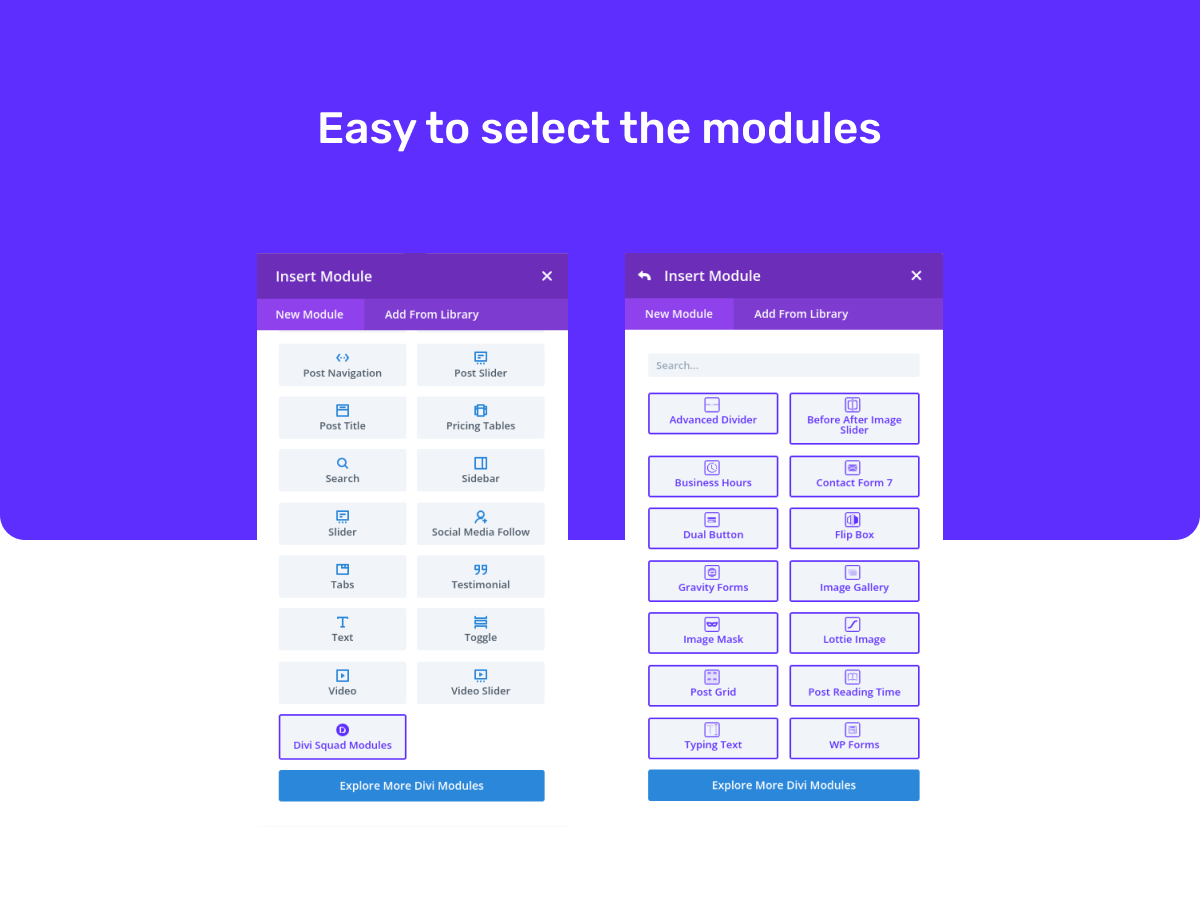 Easy to select the modules
Insert Module
New Module
Add From Library
Post Navigation
Post Slider
Post Title
Pricing Tables
Search
Sidebar
Slider
Social Media Follow
Tabs
Testimonial
Text
Toggle
Video
Video Slider
D
Divi Squad Modules
Explore More Divi Modules
Insert Module
New Module
Add From Library
Search...
Advanced Divider
Before After Image
Slider
Business Hours
Contact Form 7
Dual Button
Flip Box
Gravity Forms
Image Gallery
Image Mask
Lottie Image
Post Grid
Post Reading Time
Typing Text
WP Forms
Explore More Divi Modules